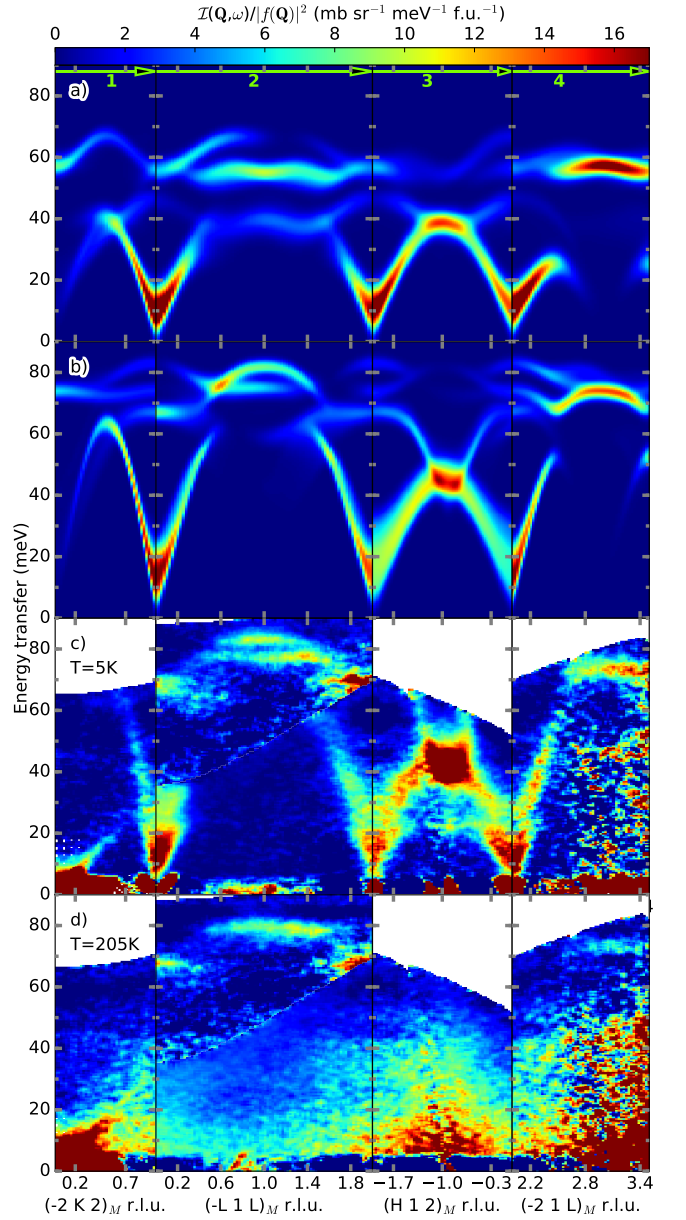 𝓘(𝐐,ω)/|f(𝐐)|² (mb sr⁻¹ meV⁻¹ f.u.⁻¹)
0 2 4 6 8 10 12 14 16
1 2 3 4
a)
80
60
40
20
0
b)
80
60
40
20
0
Energy transfer (meV)
c)
T=5K
80
60
40
20
0
d)
T=205K
80
60
40
20
0
0.2 0.7 0.2 0.6 1.0 1.4 1.8 −1.7 −1.0 −0.3 2.2 2.8 3.4
(-2 K 2)M r.l.u. (-L 1 L)M r.l.u. (H 1 2)M r.l.u. (-2 1 L)M r.l.u.